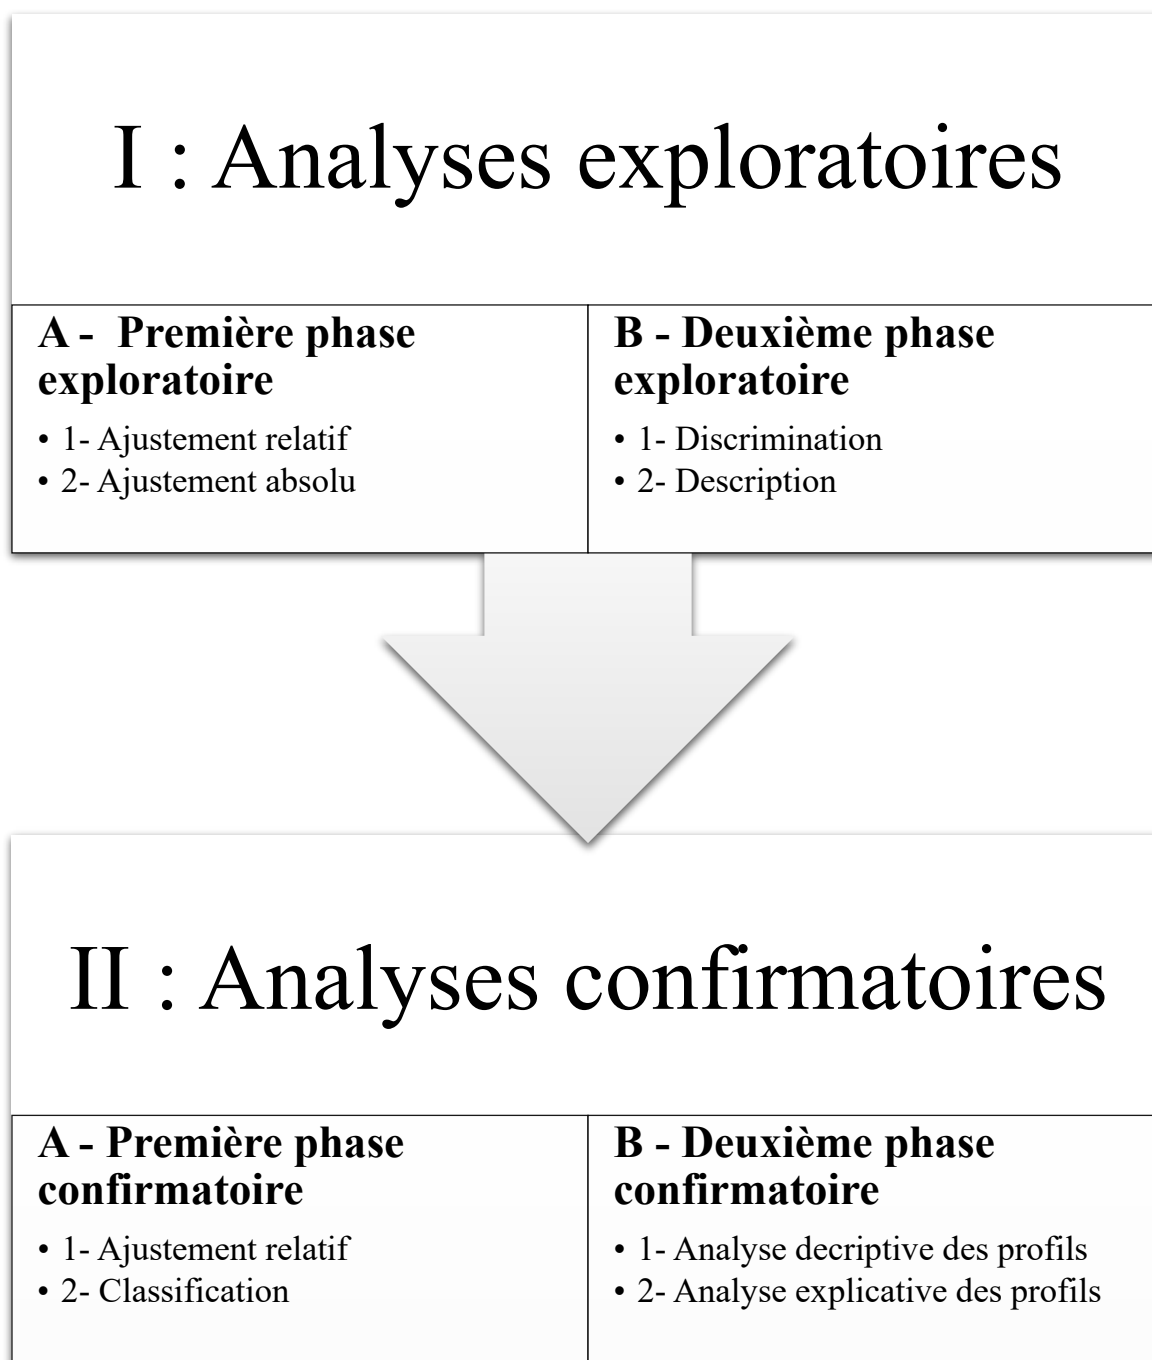 I : Analyses exploratoires
A -  Première phase
exploratoire
• 1- Ajustement relatif
• 2- Ajustement absolu
B - Deuxième phase
exploratoire
• 1- Discrimination
• 2- Description
II : Analyses confirmatoires
A - Première phase
confirmatoire
• 1- Ajustement relatif
• 2- Classification
B - Deuxième phase
confirmatoire
• 1- Analyse decriptive des profils
• 2- Analyse explicative des profils